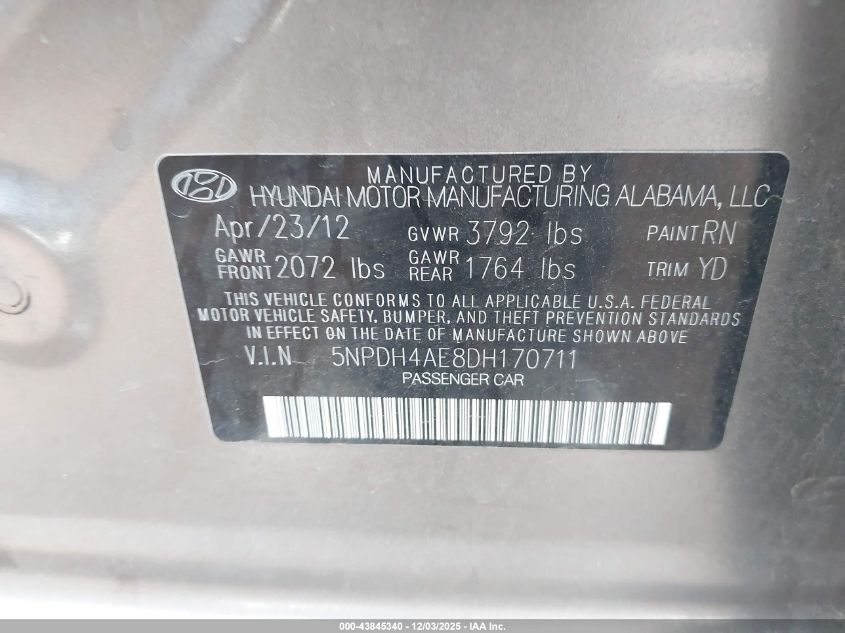 MANUFACTURED BY
HYUNDAI MOTOR MANUFACTURING ALABAMA, LLC
Apr/23/12 GVWR 3792 lbs PAINT RN
GAWR FRONT 2072 lbs GAWR REAR 1764 lbs TRIM YD
THIS VEHICLE CONFORMS TO ALL APPLICABLE U.S.A. FEDERAL
MOTOR VEHICLE SAFETY, BUMPER, AND THEFT PREVENTION STANDARDS
IN EFFECT ON THE DATE OF MANUFACTURE SHOWN ABOVE
V.I.N 5NPDH4AE8DH170711
PASSENGER CAR
000-43845340 - 12/03/2025 - IAA Inc.